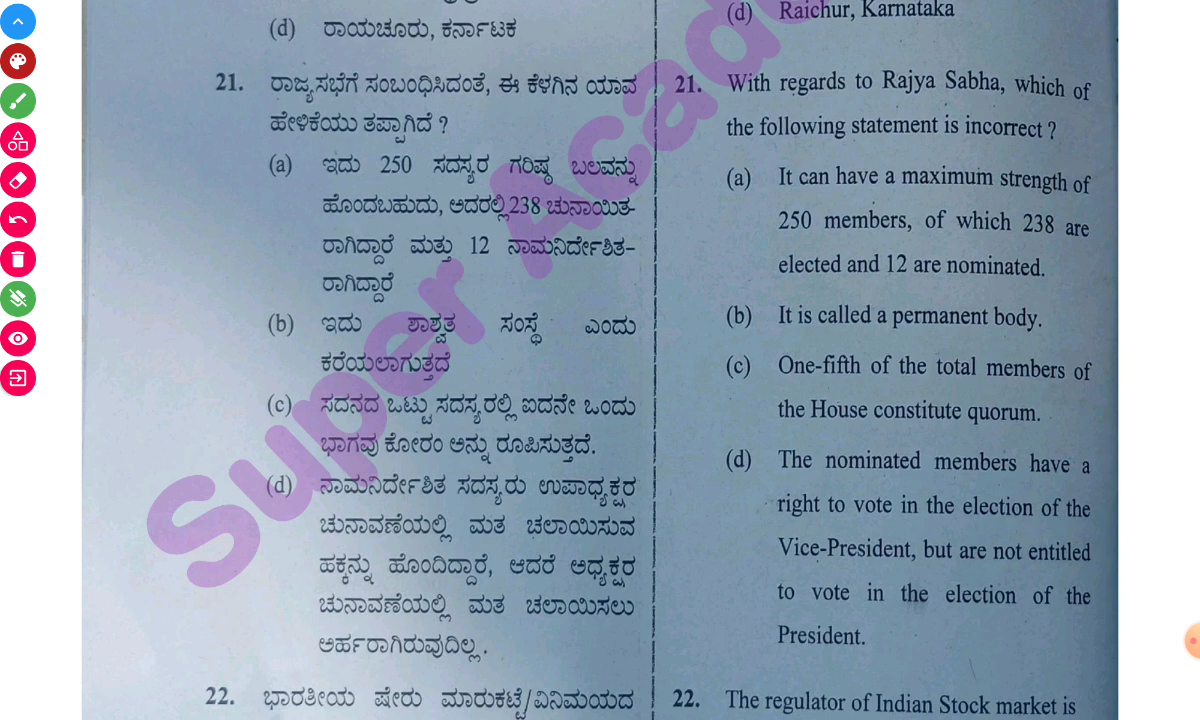 (d) ರಾಯಚೂರು, ಕರ್ನಾಟಕ
21. ರಾಜ್ಯಸಭೆಗೆ ಸಂಬಂಧಿಸಿದಂತೆ, ಈ ಕೆಳಗಿನ ಯಾವ
ಹೇಳಿಕೆಯು ತಪ್ಪಾಗಿದೆ ?
(a) ಇದು 250 ಸದಸ್ಯರ ಗರಿಷ್ಠ ಬಲವನ್ನು
ಹೊಂದಬಹುದು, ಅದರಲ್ಲಿ 238 ಚುನಾಯಿತ-
ರಾಗಿದ್ದಾರೆ ಮತ್ತು 12 ನಾಮನಿರ್ದೇಶಿತ-
ರಾಗಿದ್ದಾರೆ
(b) ಇದು ಶಾಶ್ವತ ಸಂಸ್ಥೆ ಎಂದು
ಕರೆಯಲಾಗುತ್ತದೆ
(c) ಸದನದ ಒಟ್ಟು ಸದಸ್ಯರಲ್ಲಿ ಐದನೇ ಒಂದು
ಭಾಗವು ಕೋರಂ ಅನ್ನು ರೂಪಿಸುತ್ತದೆ.
(d) ನಾಮನಿರ್ದೇಶಿತ ಸದಸ್ಯರು ಉಪಾಧ್ಯಕ್ಷರ
ಚುನಾವಣೆಯಲ್ಲಿ ಮತ ಚಲಾಯಿಸುವ
ಹಕ್ಕನ್ನು ಹೊಂದಿದ್ದಾರೆ, ಆದರೆ ಅಧ್ಯಕ್ಷರ
ಚುನಾವಣೆಯಲ್ಲಿ ಮತ ಚಲಾಯಿಸಲು
ಅರ್ಹರಾಗಿರುವುದಿಲ್ಲ.
22. ಭಾರತೀಯ ಷೇರು ಮಾರುಕಟ್ಟೆ/ವಿನಿಮಯದ
(d) Raichur, Karnataka
21. With regards to Rajya Sabha, which of
the following statement is incorrect ?
(a) It can have a maximum strength of
250 members, of which 238 are
elected and 12 are nominated.
(b) It is called a permanent body.
(c) One-fifth of the total members of
the House constitute quorum.
(d) The nominated members have a
right to vote in the election of the
Vice-President, but are not entitled
to vote in the election of the
President.
22. The regulator of Indian Stock market is
Super